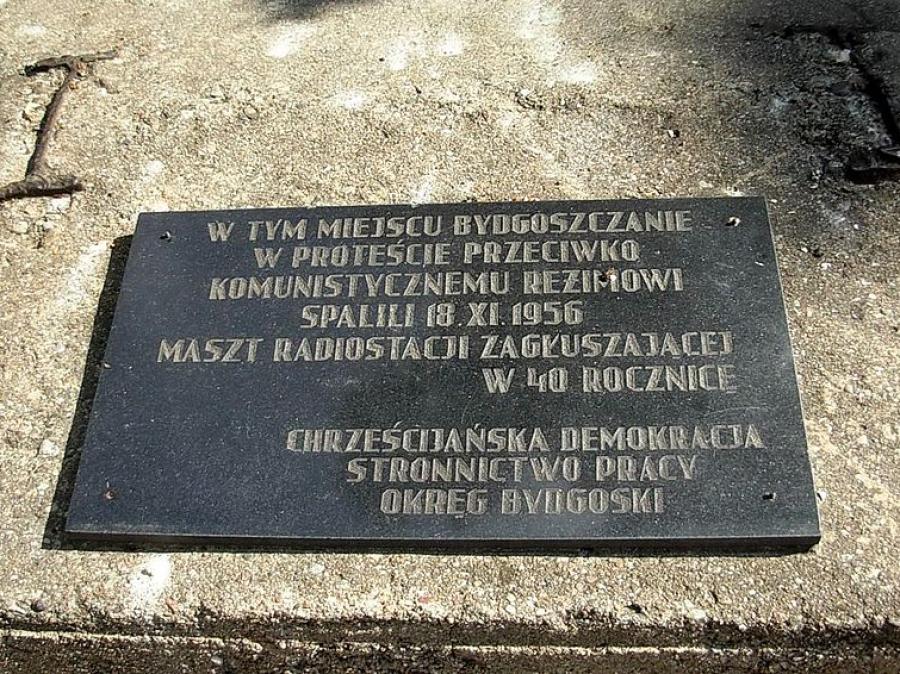 W TYM MIEJSCU BYDGOSZCZANIE
W PROTEŚCIE PRZECIWKO
KOMUNISTYCZNEMU REŻIMOWI
SPALILI 18.XI.1956
MASZT RADIOSTACJI ZAGŁUSZAJĄCEJ
W 40 ROCZNICE
CHRZEŚCIJAŃSKA DEMOKRACJA
STRONNICTWO PRACY
OKRĘG BYDGOSKI